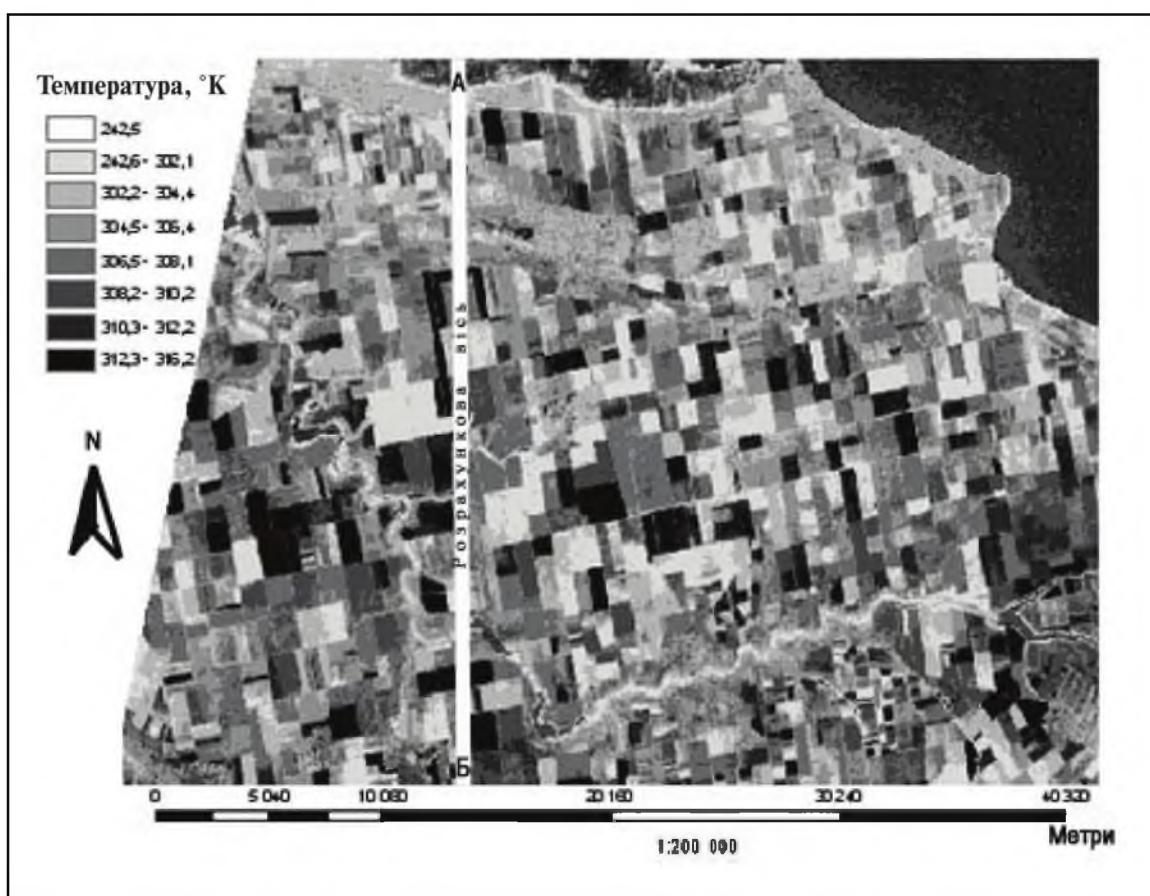 Температура, °К
242,5
242,6 - 302,1
302,2 - 304,4
304,5 - 306,4
306,5 - 308,1
308,2 - 310,2
310,3 - 312,2
312,3 - 316,2
N
А
Розрахункова вісь
Б
0 5 040 10 080 20 160 30 240 40 320
Метри
1:200 000